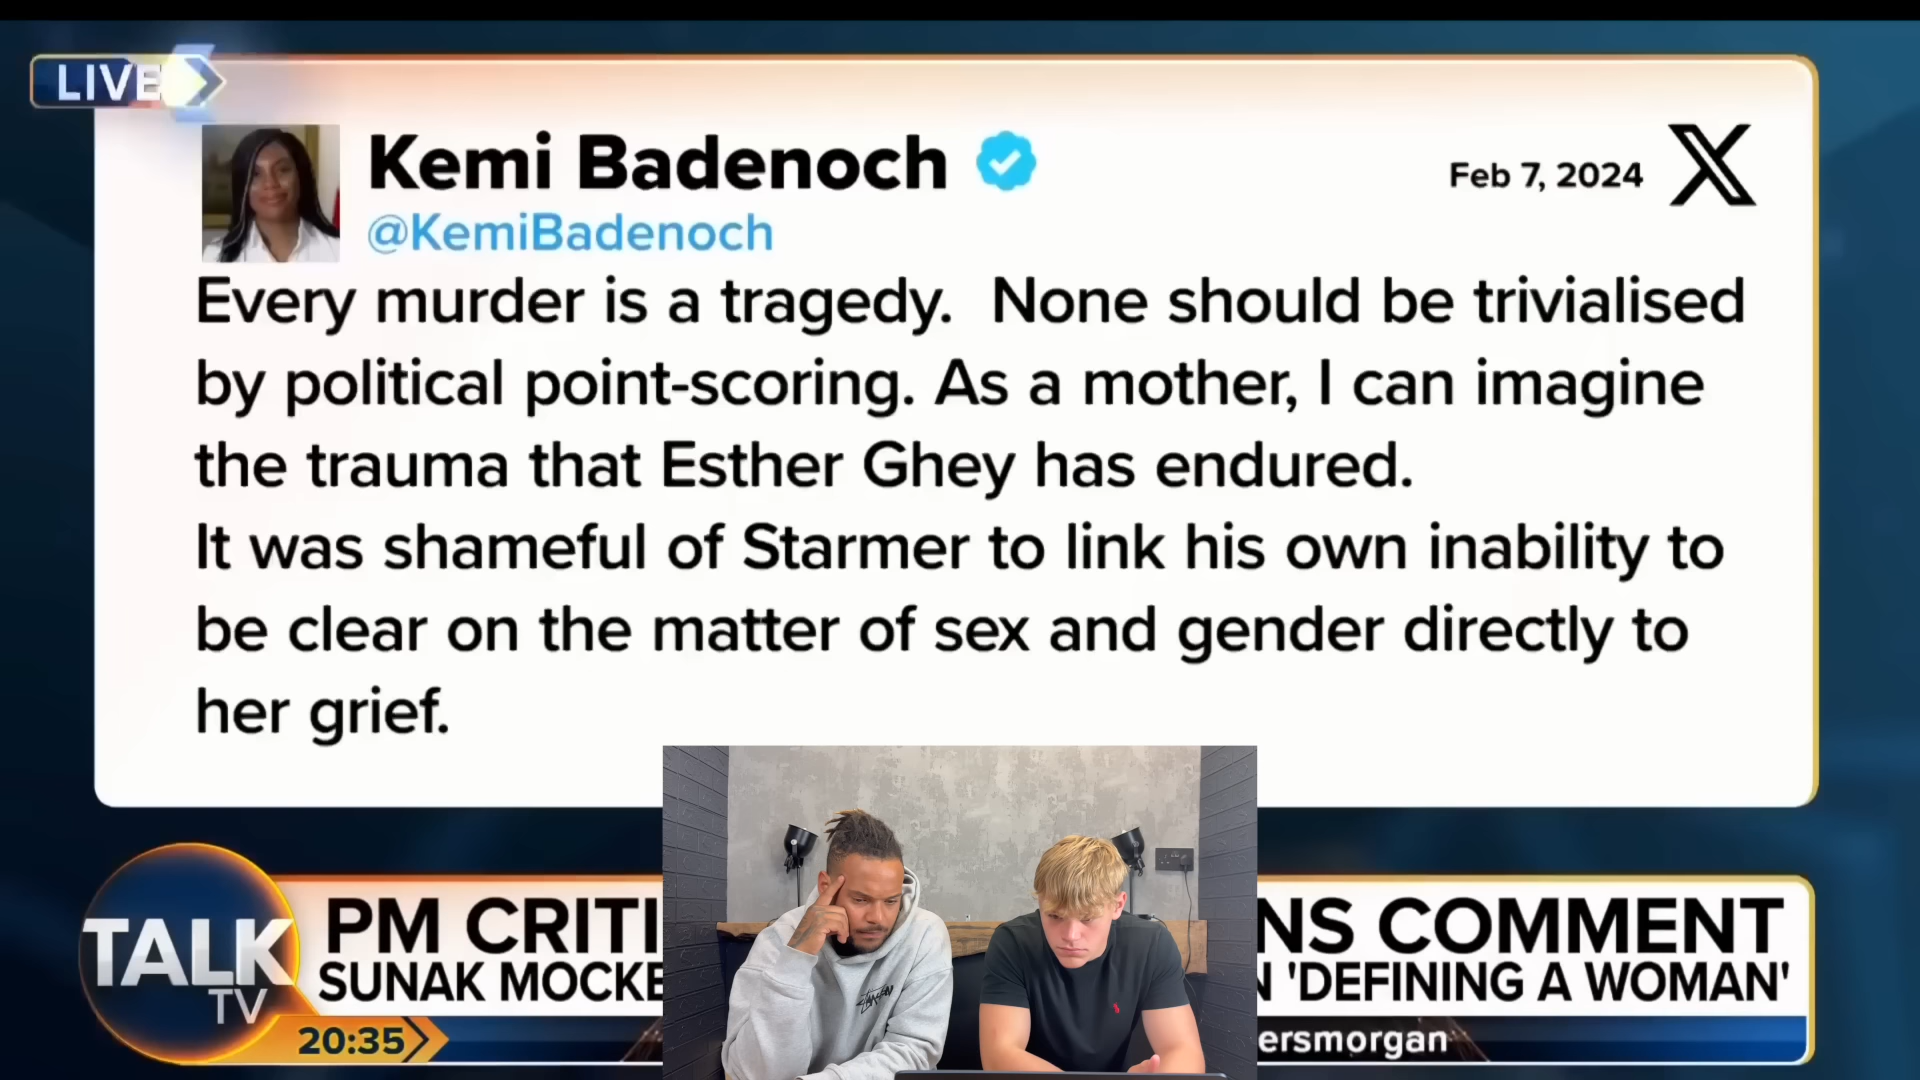 LIVE
Kemi Badenoch
Feb 7, 2024
@KemiBadenoch
Every murder is a tragedy. None should be trivialised
by political point-scoring. As a mother, I can imagine
the trauma that Esther Ghey has endured.
It was shameful of Starmer to link his own inability to
be clear on the matter of sex and gender directly to
her grief.
TALK
TV
PM CRITI NS COMMENT
SUNAK MOCKE N 'DEFINING A WOMAN'
20:35
ersmorgan